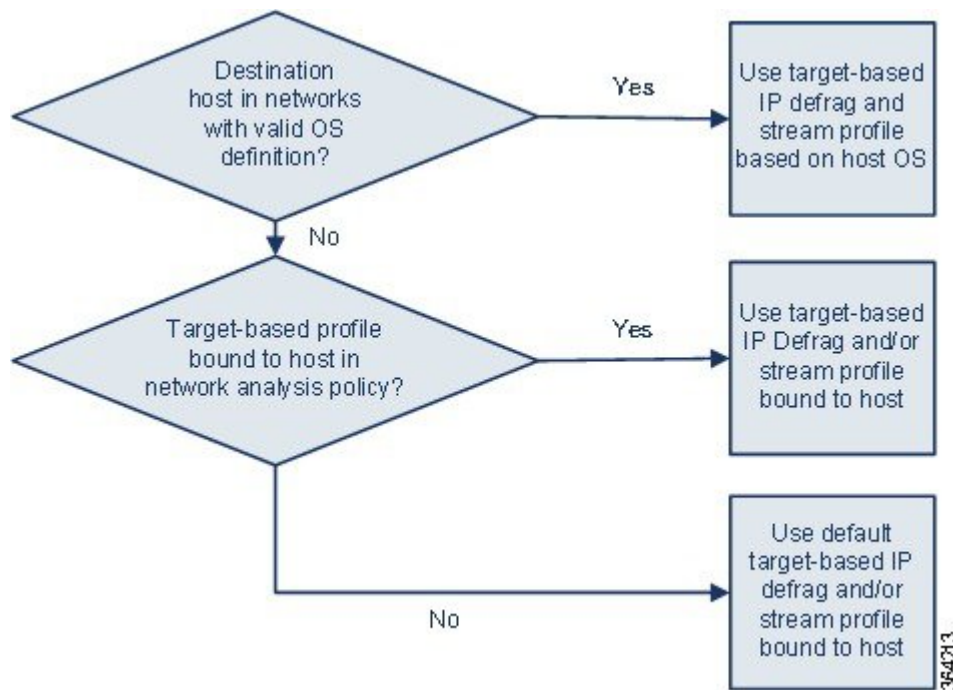 Destination
host in networks
with valid OS
definition?
Yes
Use target-based
IP defrag and
stream profile
based on host OS
No
Target-based profile
bound to host in
network analysis policy?
Yes
Use target-based
IP Defrag and/or
stream profile
bound to host
No
Use default
target-based IP
defrag and/or
stream profile
bound to host
364213